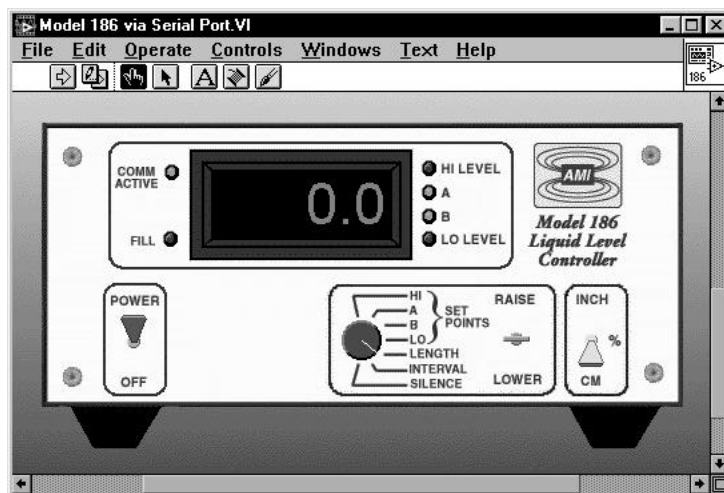 Model 186 via Serial Port.VI
File Edit Operate Controls Windows Text Help
A
186
COMM ACTIVE
FILL
0.0
HI LEVEL
A
B
LO LEVEL
AMI
Model 186
Liquid Level
Controller
POWER
OFF
HI
A
B
LO
SET
POINTS
LENGTH
INTERVAL
SILENCE
RAISE
LOWER
INCH
%
CM